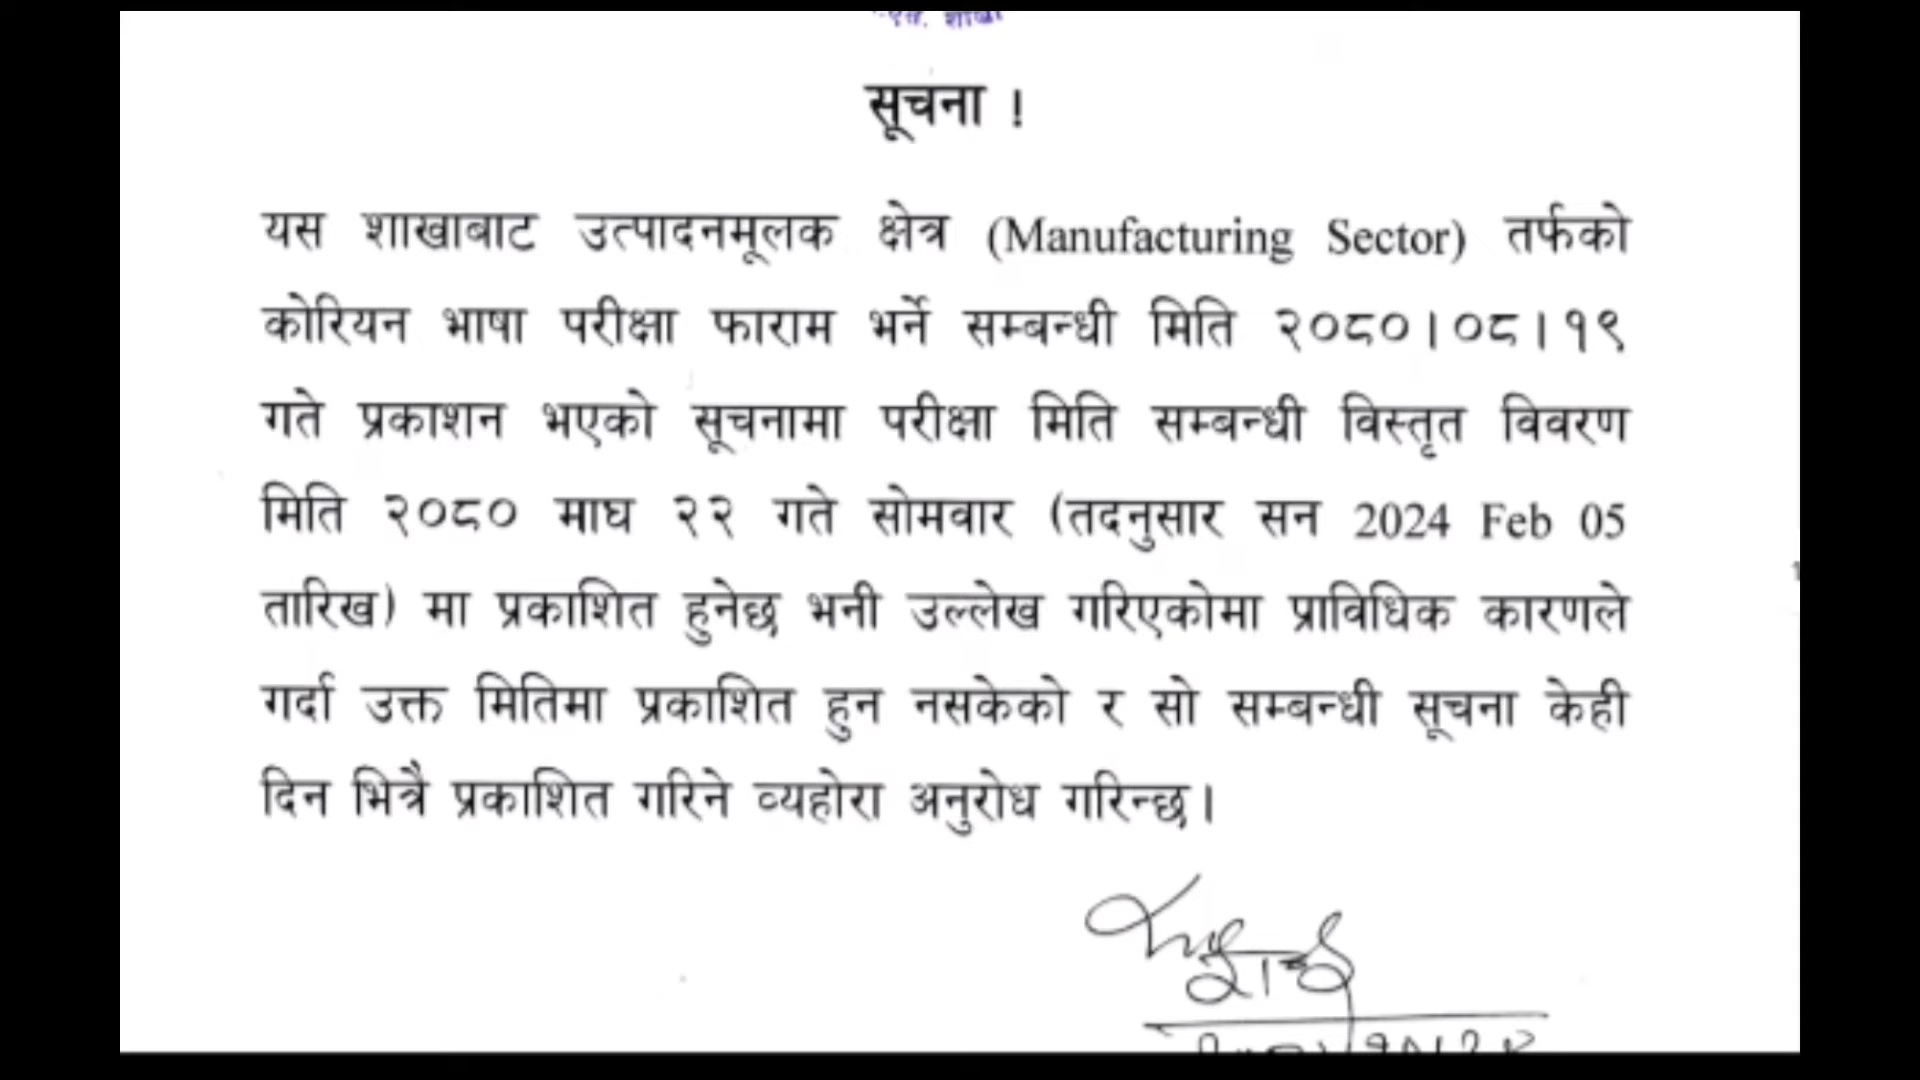 शाखा
सूचना !
यस शाखाबाट उत्पादनमूलक क्षेत्र (Manufacturing Sector) तर्फको
कोरियन भाषा परीक्षा फाराम भर्ने सम्बन्धी मिति २०८०।०८।१९
गते प्रकाशन भएको सूचनामा परीक्षा मिति सम्बन्धी विस्तृत विवरण
मिति २०८० माघ २२ गते सोमवार (तदनुसार सन 2024 Feb 05
तारिख) मा प्रकाशित हुनेछ भनी उल्लेख गरिएकोमा प्राविधिक कारणले
गर्दा उक्त मितिमा प्रकाशित हुन नसकेको र सो सम्बन्धी सूचना केही
दिन भित्रै प्रकाशित गरिने व्यहोरा अनुरोध गरिन्छ।